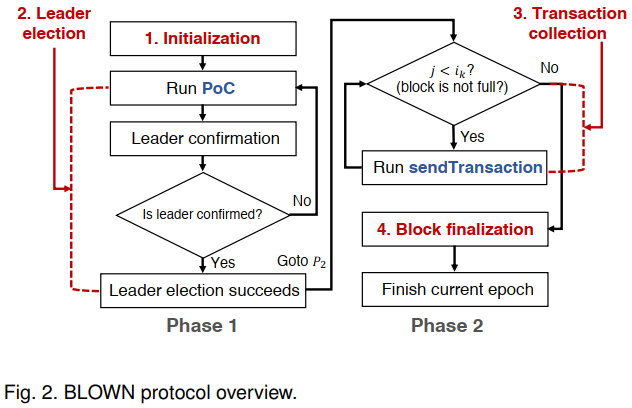 2. Leader
election
1. Initialization
Run PoC
Leader confirmation
Is leader confirmed?
No
Yes
Goto P₂
Leader election succeeds
Phase 1
3. Transaction
collection
j < iₖ?
(block is not full?)
No
Yes
Run sendTransaction
4. Block finalization
Finish current epoch
Phase 2
Fig. 2. BLOWN protocol overview.